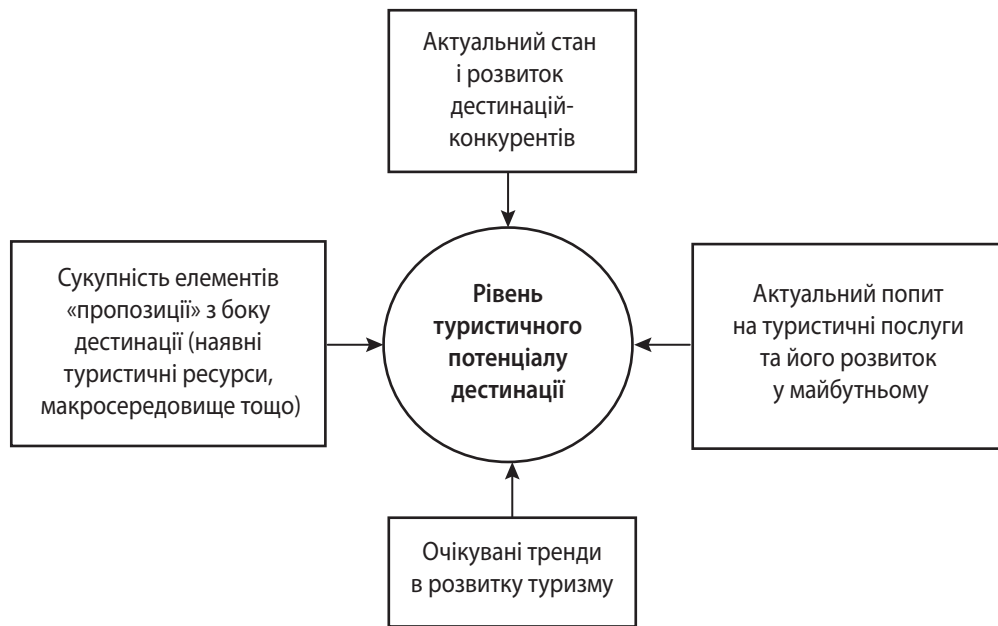 Актуальний стан
і розвиток
дестинацій-
конкурентів
Сукупність елементів
«пропозиції» з боку
дестинації (наявні
туристичні ресурси,
макросередовище тощо)
Рівень
туристичного
потенціалу
дестинації
Актуальний попит
на туристичні послуги
та його розвиток
у майбутньому
Очікувані тренди
в розвитку туризму